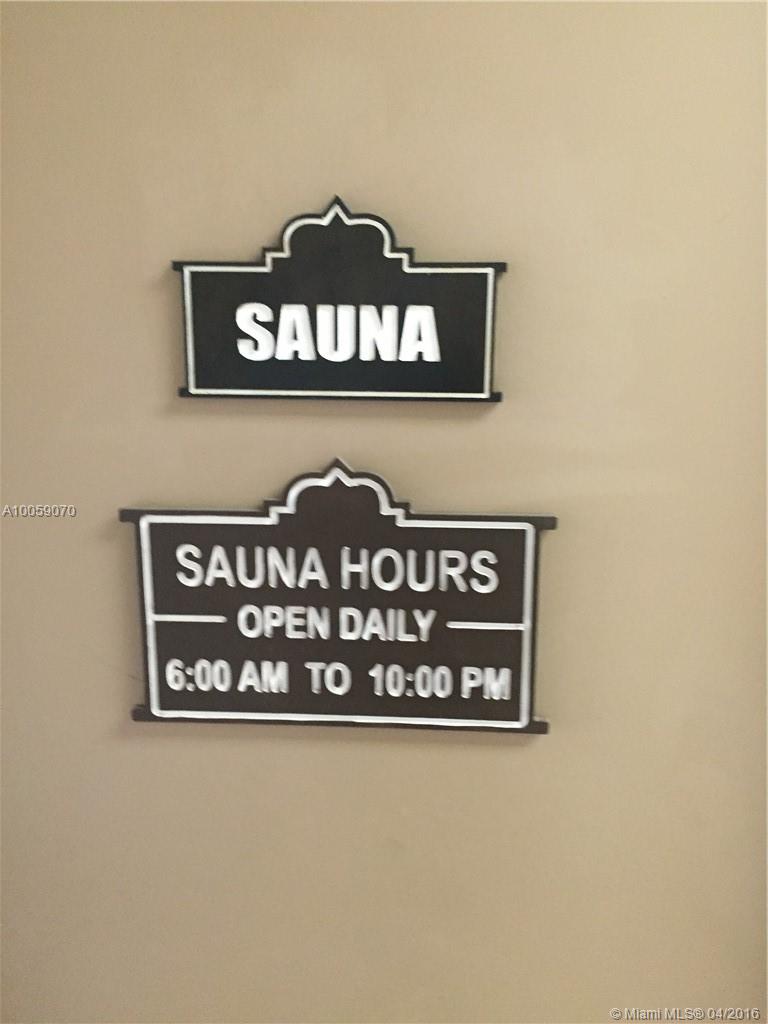 SAUNA
A10059070
SAUNA HOURS
OPEN DAILY
6:00 AM TO 10:00 PM
© Miami MLS® 04/2016